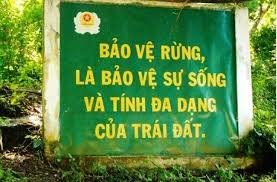 BẢO VỆ RỪNG,
LÀ BẢO VỆ SỰ SỐNG
VÀ TÍNH ĐA DẠNG
CỦA TRÁI ĐẤT.